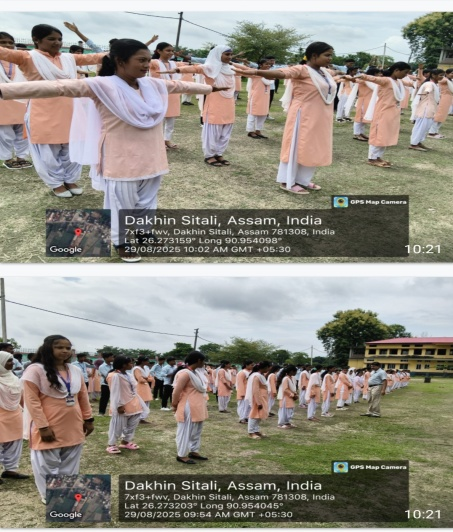 GPS Map Camera
Dakhin Sitali, Assam, India
7xf3+fwv, Dakhin Sitali, Assam 781308, India
Lat 26.273159° Long 90.954098°
29/08/2025 10:02 AM GMT +05:30
Google
10:21
GPS Map Camera
Dakhin Sitali, Assam, India
7xf3+fwv, Dakhin Sitali, Assam 781308, India
Lat 26.273203° Long 90.954045°
29/08/2025 09:54 AM GMT +05:30
Google
10:21